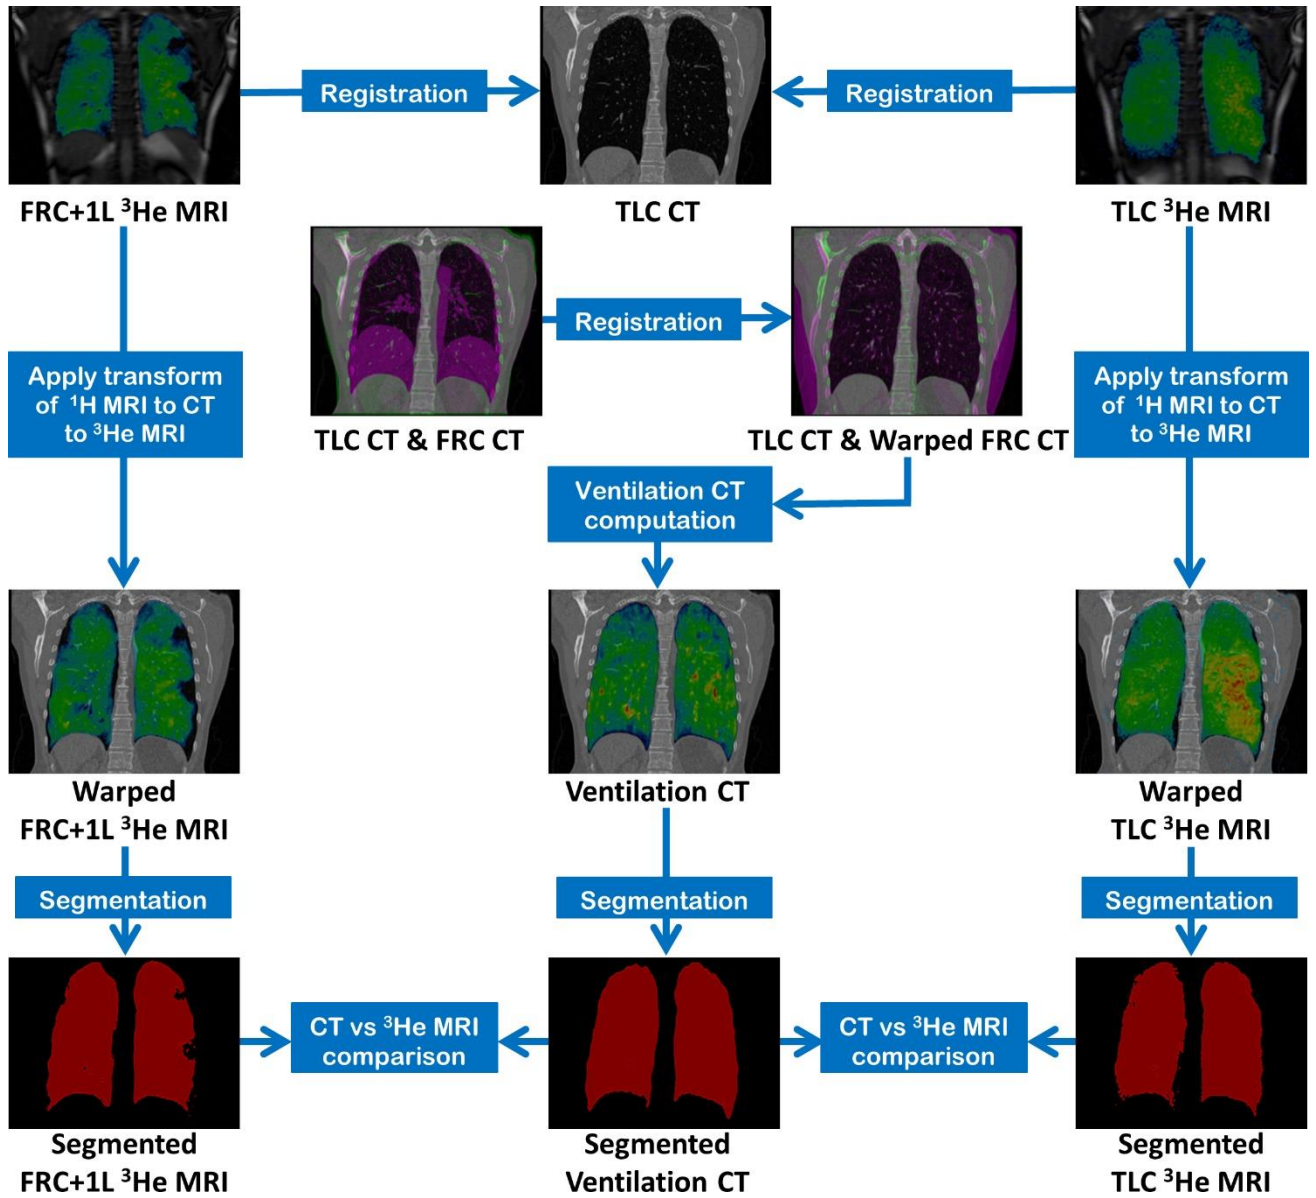 Registration
Registration
FRC+1L ³He MRI
TLC CT
TLC ³He MRI
Registration
Apply transform
of ¹H MRI to CT
to ³He MRI
Apply transform
of ¹H MRI to CT
to ³He MRI
TLC CT & FRC CT
TLC CT & Warped FRC CT
Ventilation CT
computation
Warped
FRC+1L ³He MRI
Ventilation CT
Warped
TLC ³He MRI
Segmentation
Segmentation
Segmentation
CT vs ³He MRI
comparison
CT vs ³He MRI
comparison
Segmented
FRC+1L ³He MRI
Segmented
Ventilation CT
Segmented
TLC ³He MRI